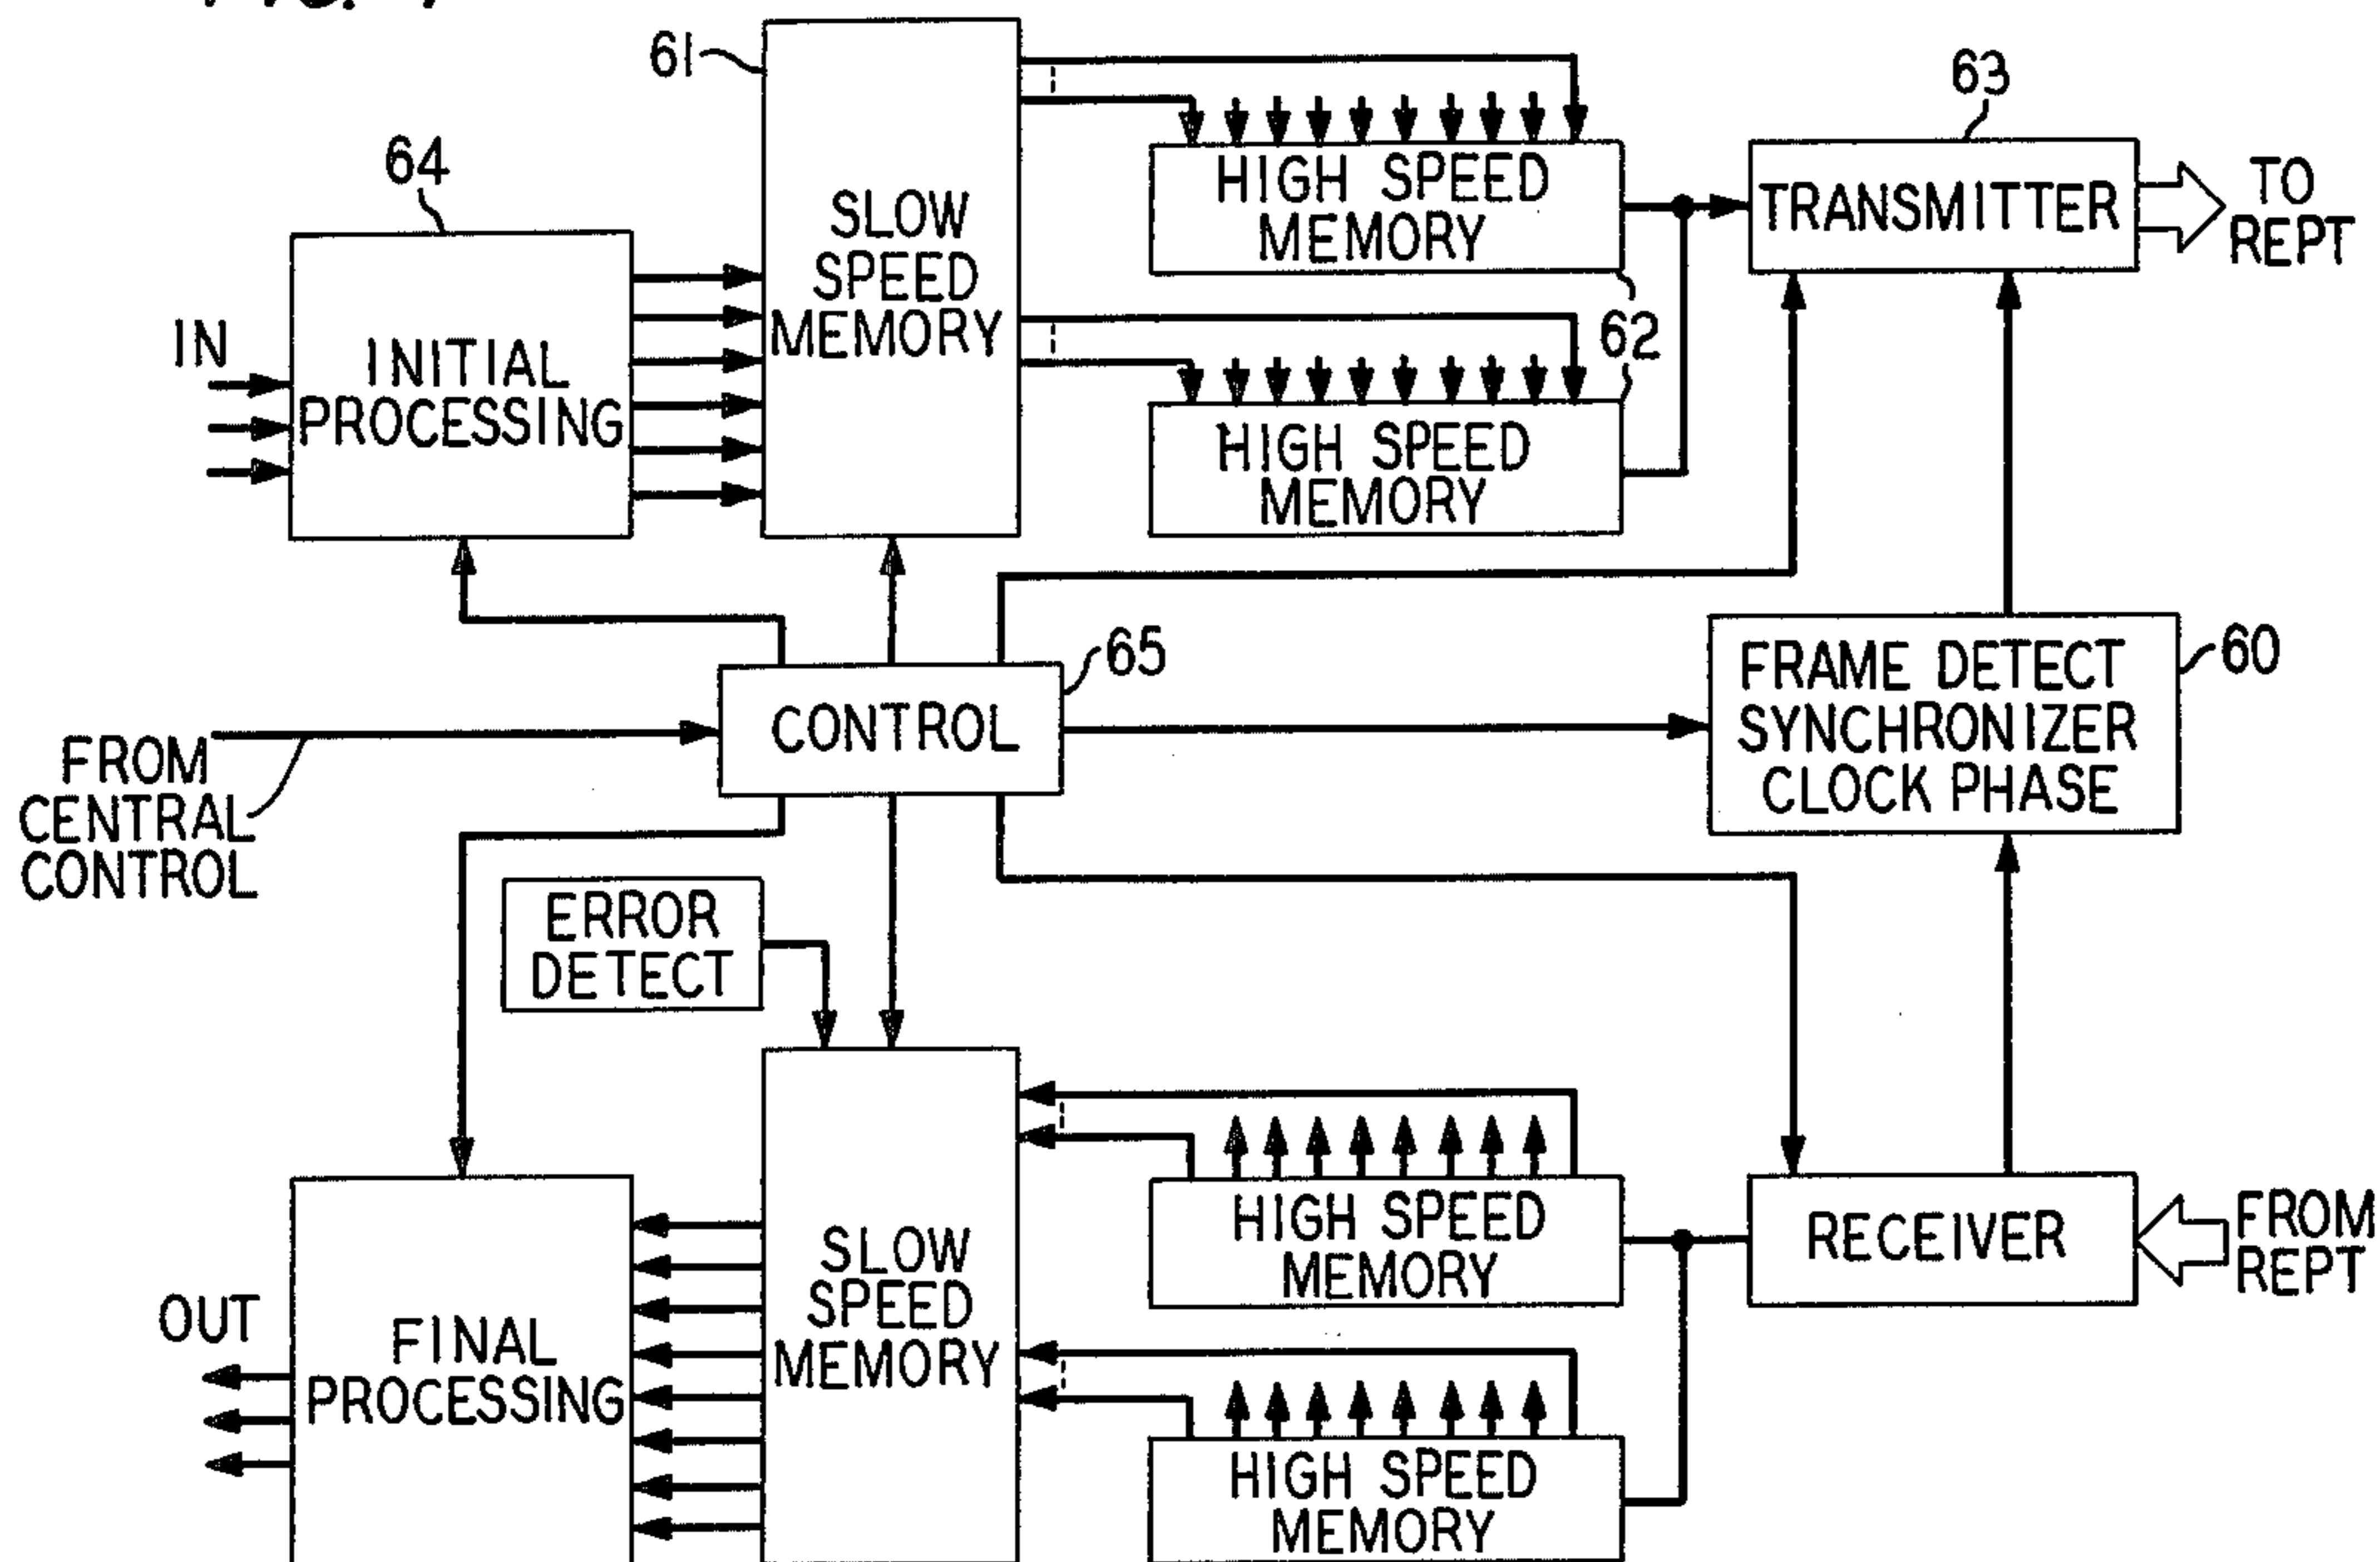 61
63
64
HIGH SPEED
MEMORY
TRANSMITTER
TO
REPT
SLOW
SPEED
MEMORY
IN
INITIAL
PROCESSING
62
HIGH SPEED
MEMORY
65
60
FRAME DETECT
SYNCHRONIZER
CLOCK PHASE
CONTROL
FROM
CENTRAL
CONTROL
ERROR
DETECT
HIGH SPEED
MEMORY
RECEIVER
FROM
REPT
SLOW
SPEED
MEMORY
OUT
FINAL
PROCESSING
HIGH SPEED
MEMORY